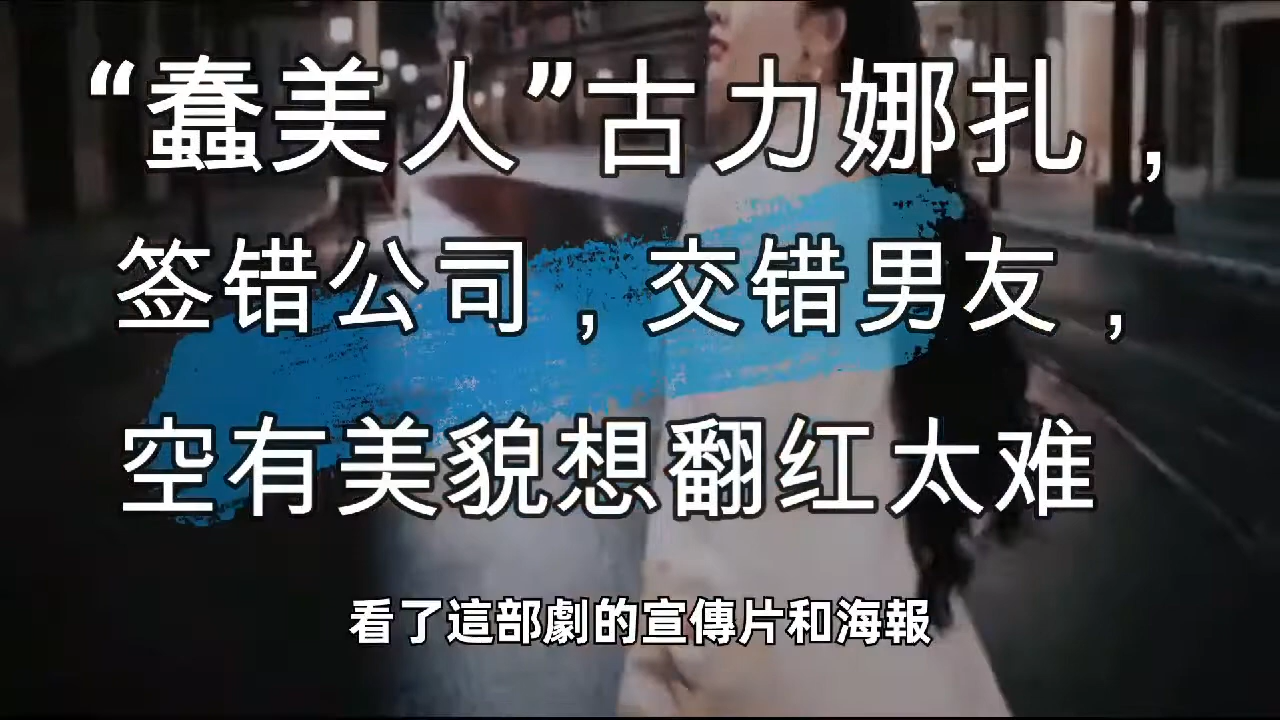 “蠢美人”古力娜扎，
签错公司，交错男友，
空有美貌想翻红太难
看了這部劇的宣傳片和海報